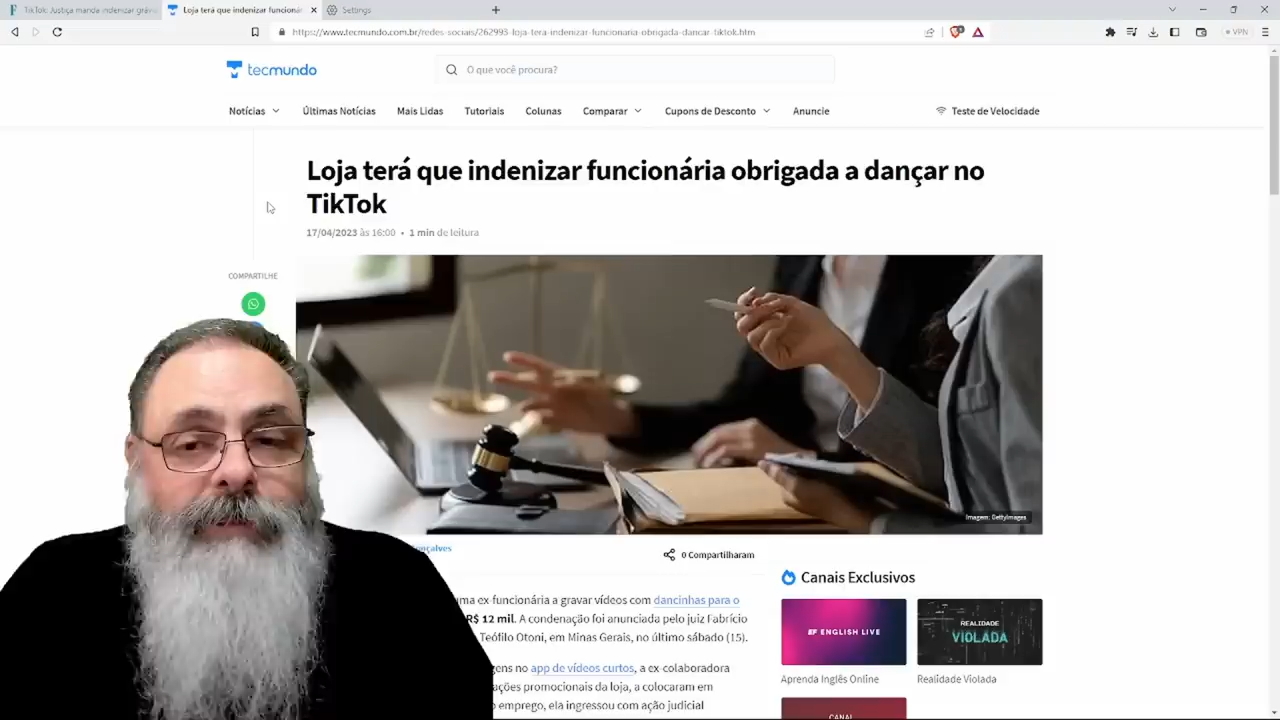 TikTok: Justiça manda indenizar
Loja terá que indenizar funcionár
Settings
https://www.tecmundo.com.br/redes-sociais/262993-loja-tera-indenizar-funcionaria-obrigada-dancar-tiktok.htm
VPN
tecmundo
O que você procura?
Notícias
Últimas Notícias
Mais Lidas
Tutoriais
Colunas
Comparar
Cupons de Desconto
Anuncie
Teste de Velocidade
Loja terá que indenizar funcionária obrigada a dançar no
TikTok
17/04/2023 às 16:00 • 1 min de leitura
COMPARTILHE
Imagem: GettyImages
onçalves
0 Compartilharam
uma ex-funcionária a gravar vídeos com dancinhas para o
R$ 12 mil. A condenação foi anunciada pelo juiz Fabrício
Teófilo Otoni, em Minas Gerais, no último sábado (15).
gens no app de vídeos curtos, a ex-colaboradora
ações promocionais da loja, a colocaram em
o emprego, ela ingressou com ação judicial
Canais Exclusivos
EF ENGLISH LIVE
REALIDADE
VIOLADA
Aprenda Inglês Online
Realidade Violada
CANAL